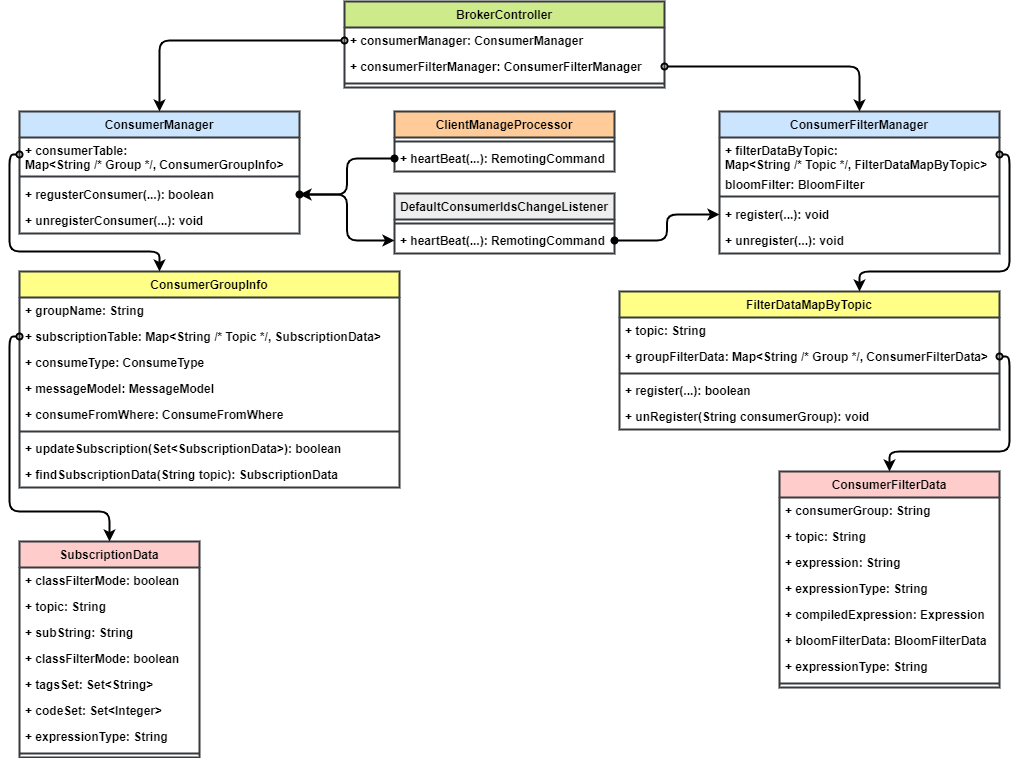 BrokerController
+ consumerManager: ConsumerManager
+ consumerFilterManager: ConsumerFilterManager
ConsumerManager
+ consumerTable:
Map<String /* Group */, ConsumerGroupInfo>
+ regusterConsumer(...): boolean
+ unregisterConsumer(...): void
ClientManageProcessor
+ heartBeat(...): RemotingCommand
DefaultConsumerIdsChangeListener
+ heartBeat(...): RemotingCommand
ConsumerFilterManager
+ filterDataByTopic:
Map<String /* Topic */, FilterDataMapByTopic>
bloomFilter: BloomFilter
+ register(...): void
+ unregister(...): void
ConsumerGroupInfo
+ groupName: String
+ subscriptionTable: Map<String /* Topic */, SubscriptionData>
+ consumeType: ConsumeType
+ messageModel: MessageModel
+ consumeFromWhere: ConsumeFromWhere
+ updateSubscription(Set<SubscriptionData>): boolean
+ findSubscriptionData(String topic): SubscriptionData
FilterDataMapByTopic
+ topic: String
+ groupFilterData: Map<String /* Group */, ConsumerFilterData>
+ register(...): boolean
+ unRegister(String consumerGroup): void
SubscriptionData
+ classFilterMode: boolean
+ topic: String
+ subString: String
+ classFilterMode: boolean
+ tagsSet: Set<String>
+ codeSet: Set<Integer>
+ expressionType: String
ConsumerFilterData
+ consumerGroup: String
+ topic: String
+ expression: String
+ expressionType: String
+ compiledExpression: Expression
+ bloomFilterData: BloomFilterData
+ expressionType: String